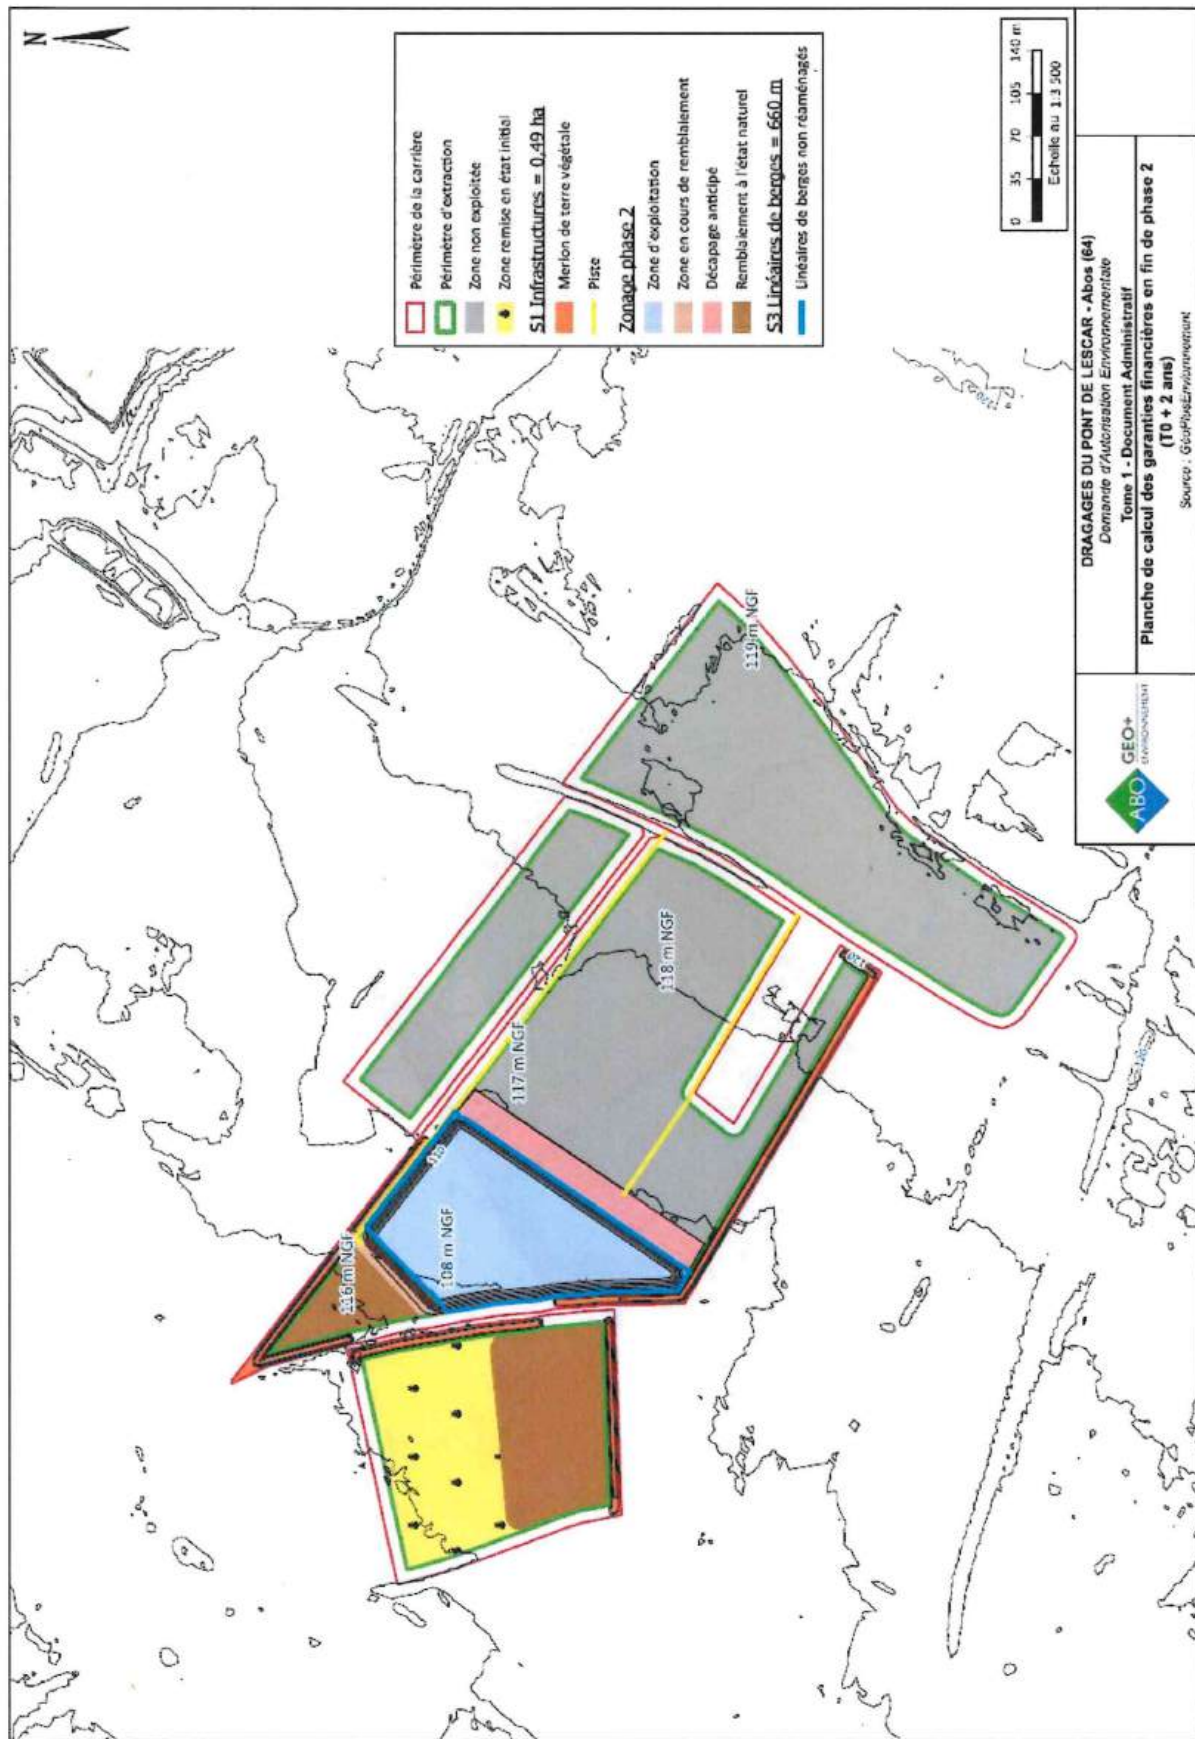 N
Périmètre de la carrière
Périmètre d'extraction
Zone non exploitée
Zone remise en état initial
S1 Infrastructures = 0,49 ha
Merlon de terre végétale
Piste
Zonage phase 2
Zone d'exploitation
Zone en cours de remblaiement
Décapage anticipé
Remblaiement à l'état naturel
S3 Linéaires de berges = 660 m
Linéaires de berges non réaménagés
116 m NGF
108 m NGF
110
117 m NGF
118 m NGF
119 m NGF
120
120
120
0 35 70 105 140 m
Echelle au 1:3 500
ABO
GEO+
ENVIRONNEMENT
DRAGAGES DU PONT DE LESCAR - Abos (64)
Demande d'Autorisation Environnementale
Tome 1 - Document Administratif
Planche de calcul des garanties financières en fin de phase 2
(T0 + 2 ans)
Source : GéoPlusEnvironnement